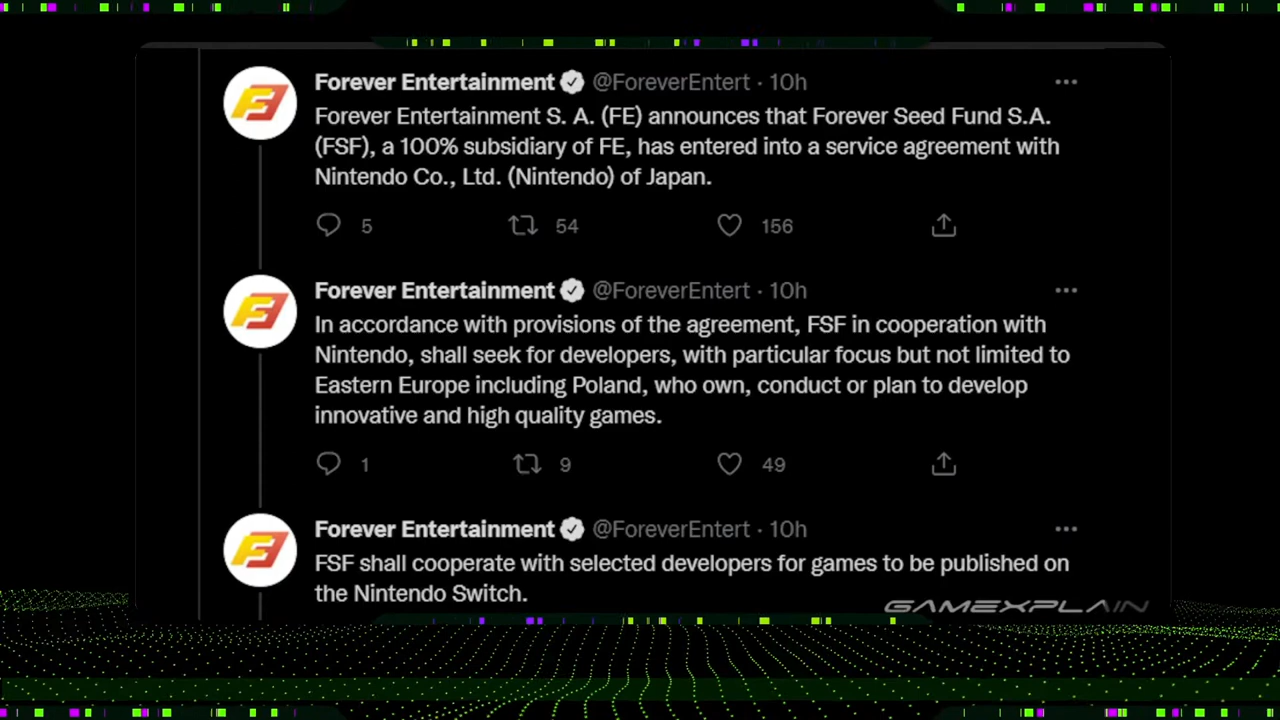 Forever Entertainment @ForeverEntert · 10h
Forever Entertainment S. A. (FE) announces that Forever Seed Fund S.A.
(FSF), a 100% subsidiary of FE, has entered into a service agreement with
Nintendo Co., Ltd. (Nintendo) of Japan.
5 54 156
Forever Entertainment @ForeverEntert · 10h
In accordance with provisions of the agreement, FSF in cooperation with
Nintendo, shall seek for developers, with particular focus but not limited to
Eastern Europe including Poland, who own, conduct or plan to develop
innovative and high quality games.
1 9 49
Forever Entertainment @ForeverEntert · 10h
FSF shall cooperate with selected developers for games to be published on
the Nintendo Switch.
GAMEXPLAIN